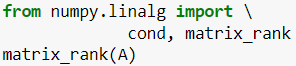 from numpy.linalg import \
cond, matrix_rank
matrix_rank(A)